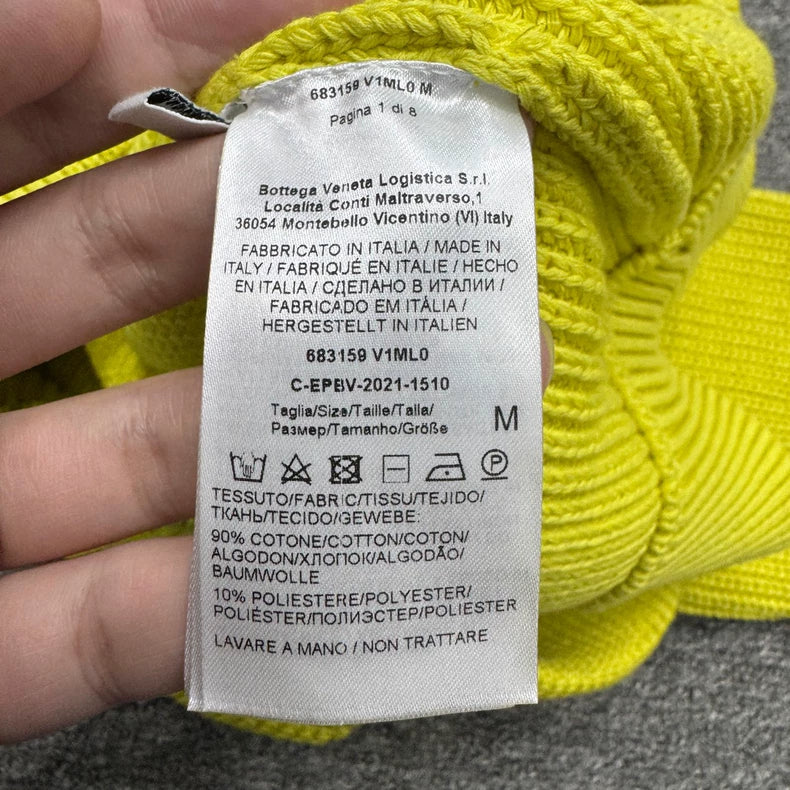 683159 V1ML0 M
Pagina 1 di 8
Bottega Veneta Logistica S.r.l.
Località Conti Maltraverso,1
36054 Montebello Vicentino (VI) Italy
FABBRICATO IN ITALIA / MADE IN
ITALY / FABRIQUÉ EN ITALIE / HECHO
EN ITALIA / СДЕЛАНО В ИТАЛИИ /
FABRICADO EM ITÁLIA /
HERGESTELLT IN ITALIEN
683159 V1ML0
C-EPBV-2021-1510
Taglia/Size/Taille/Talla/
Размер/Tamanho/Größe M
P
TESSUTO/FABRIC/TISSU/TEJIDO/
ТКАНЬ/TECIDO/GEWEBE:
90% COTONE/COTTON/COTON/
ALGODON/ХЛОПОК/ALGODÃO/
BAUMWOLLE
10% POLIESTERE/POLYESTER/
POLIÉSTER/ПОЛИЭСТЕР/POLIESTER
LAVARE A MANO / NON TRATTARE